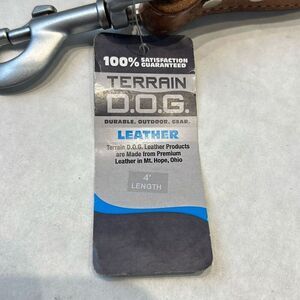 100% SATISFACTION
GUARANTEED
TERRAIN
D.O.G.
DURABLE. OUTDOOR. GEAR.
LEATHER
Terrain D.O.G. Leather Products
are Made from Premium
Leather in Mt. Hope, Ohio
4'
LENGTH